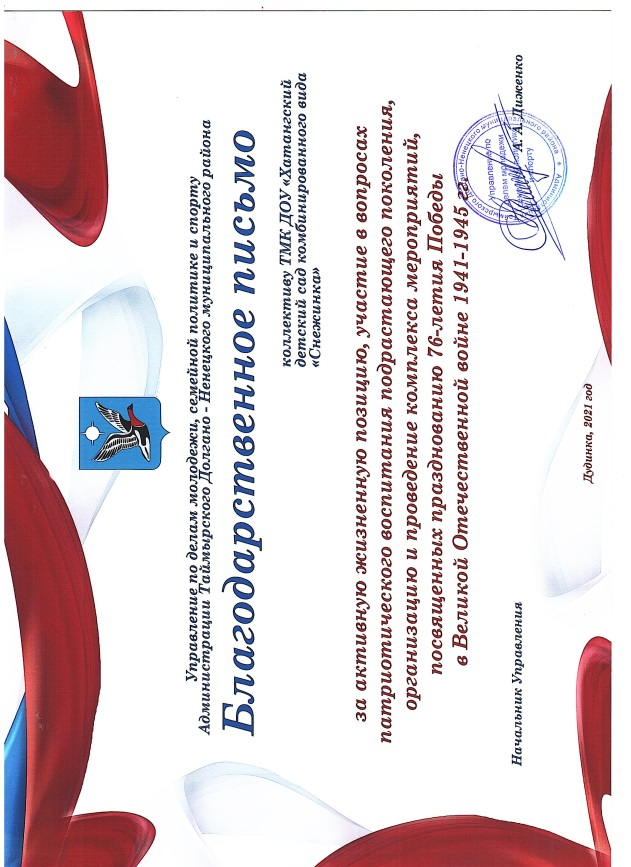 Управление по делам молодежи, семейной политике и спорту
Администрации Таймырского Долгано - Ненецкого муниципального района
Благодарственное письмо
коллективу ТМК ДОУ «Хатангский
детский сад комбинированного вида
«Снежинка»
за активную жизненную позицию, участие в вопросах
патриотического воспитания подрастающего поколения,
организацию и проведение комплекса мероприятий,
посвященных празднованию 76-летия Победы
в Великой Отечественной войне 1941-1945 гг.
Начальник Управления
А. А. Диженко
Дудинка, 2021 год